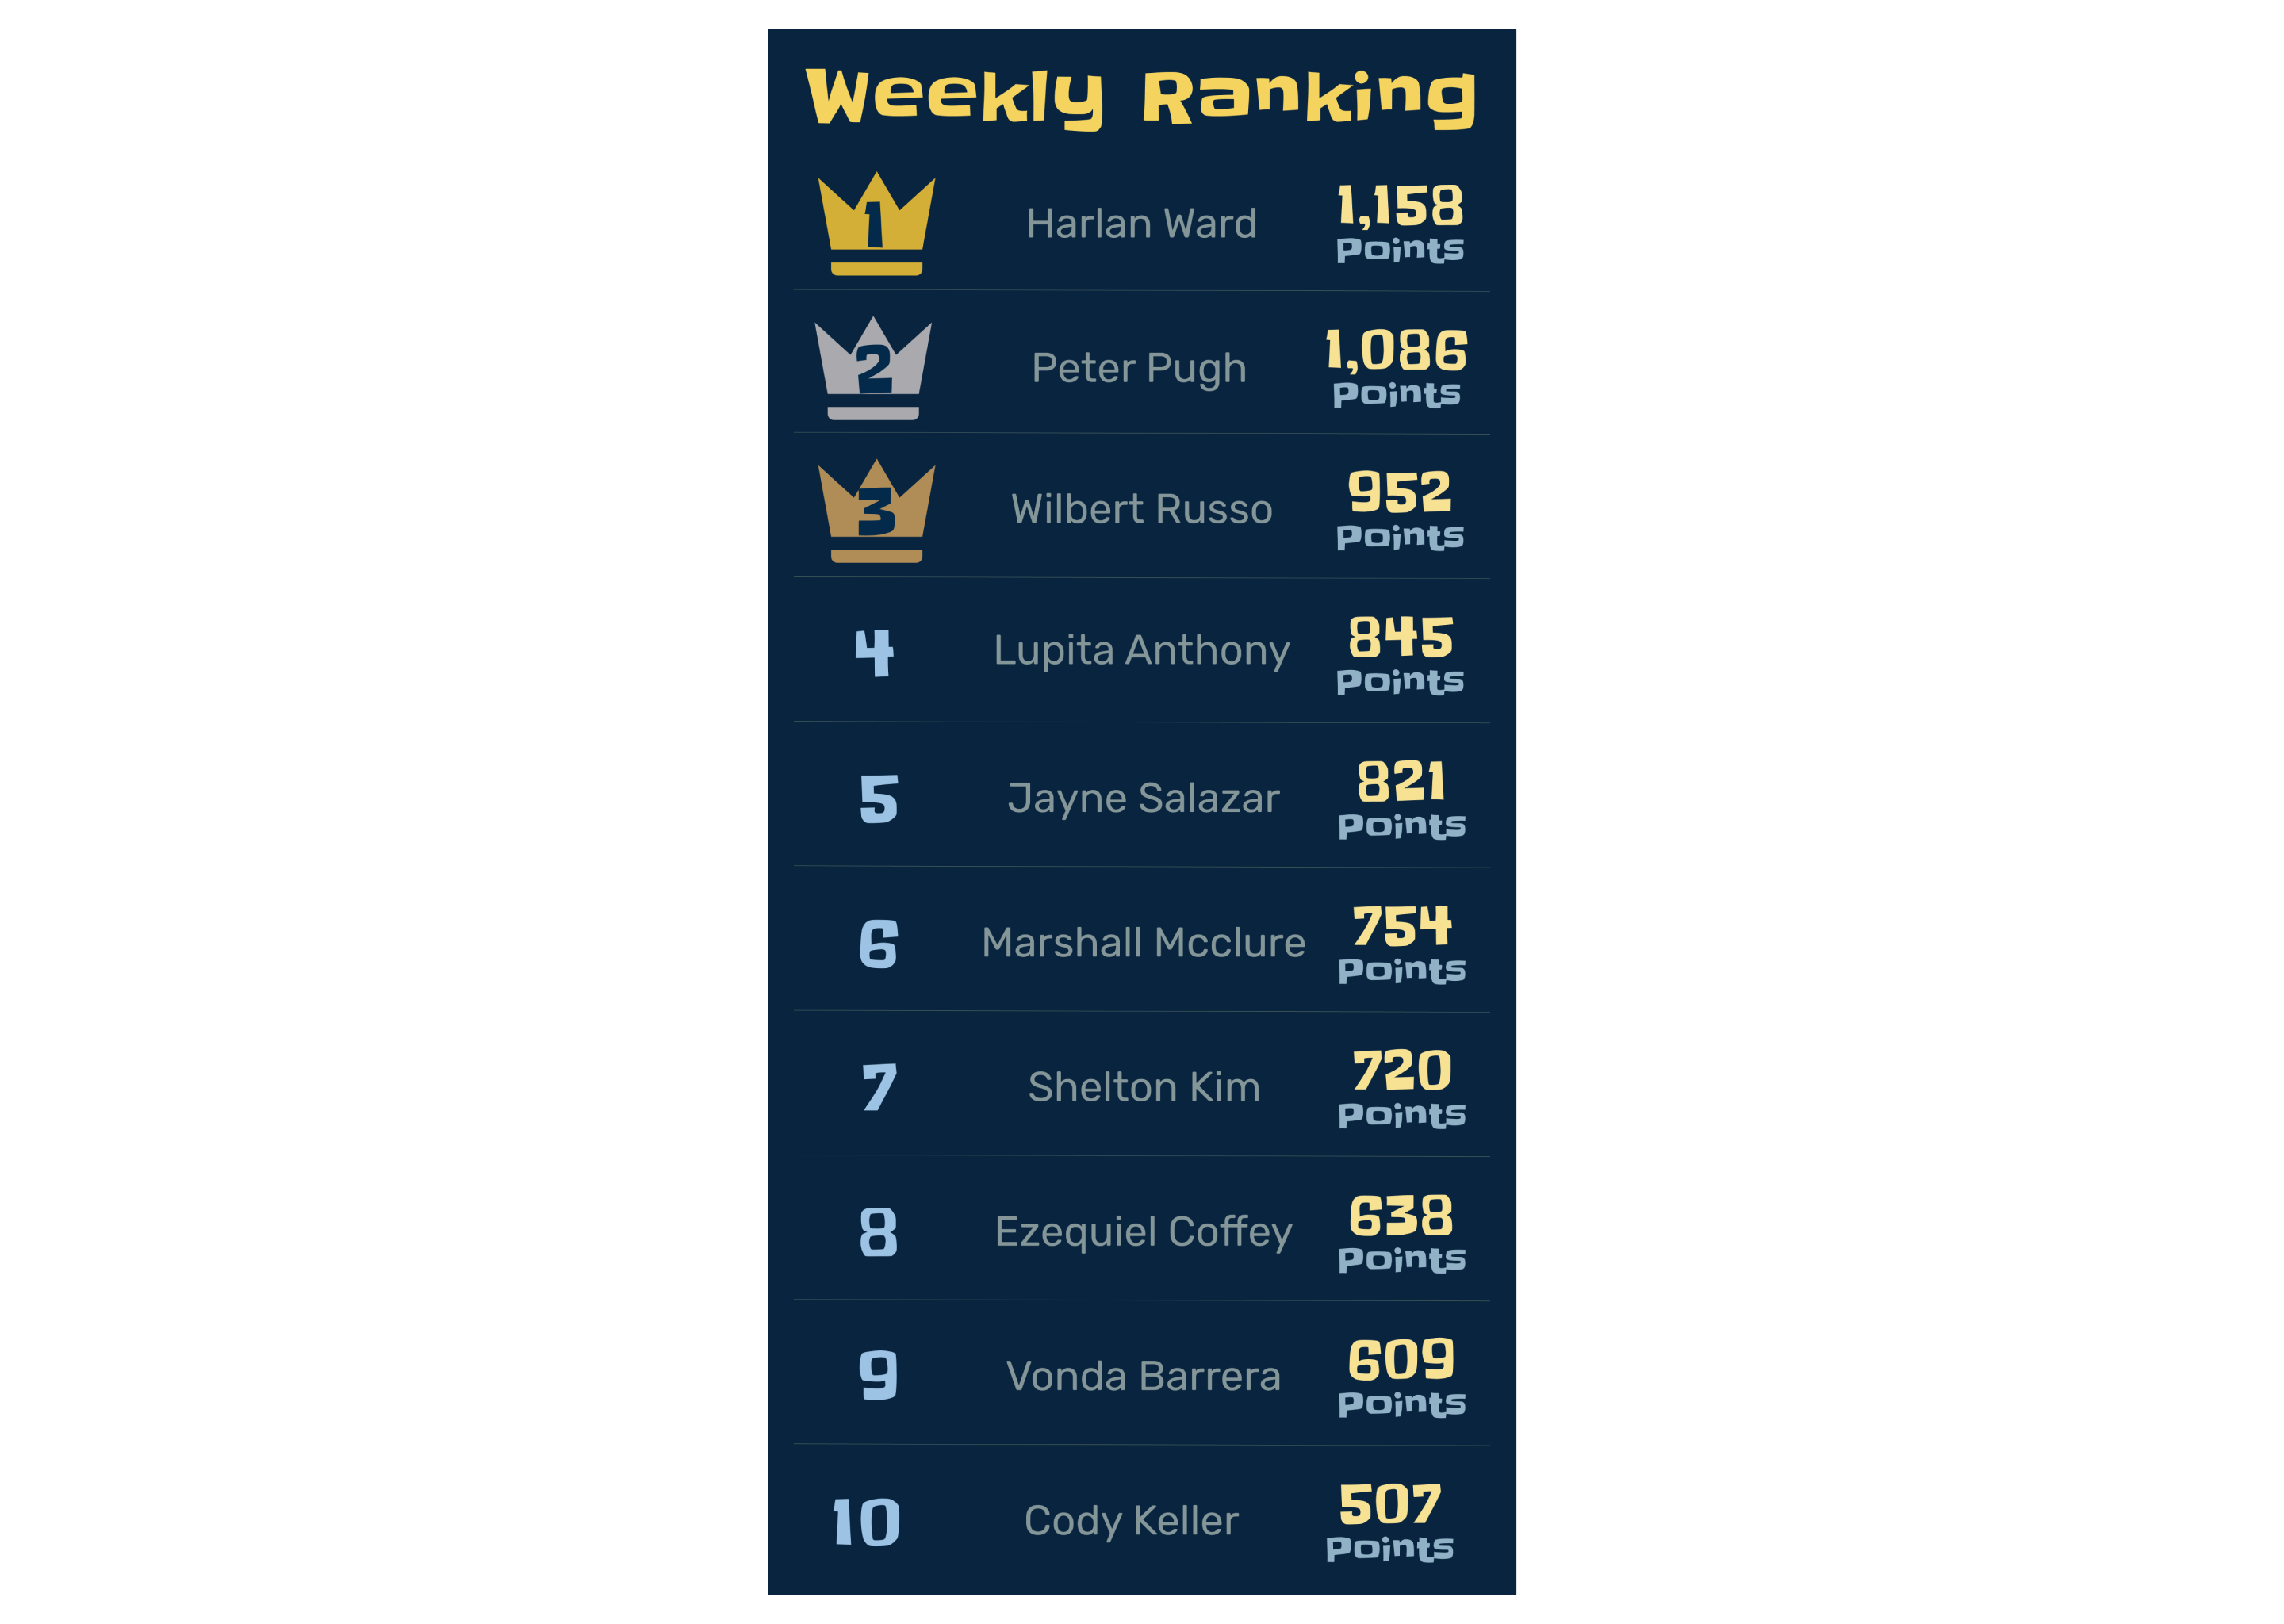 Weekly Ranking
1 Harlan Ward 1,158
Points
2 Peter Pugh 1,086
Points
3 Wilbert Russo 952
Points
4 Lupita Anthony 845
Points
5 Jayne Salazar 821
Points
6 Marshall Mcclure 754
Points
7 Shelton Kim 720
Points
8 Ezequiel Coffey 638
Points
9 Vonda Barrera 609
Points
10 Cody Keller 507
Points